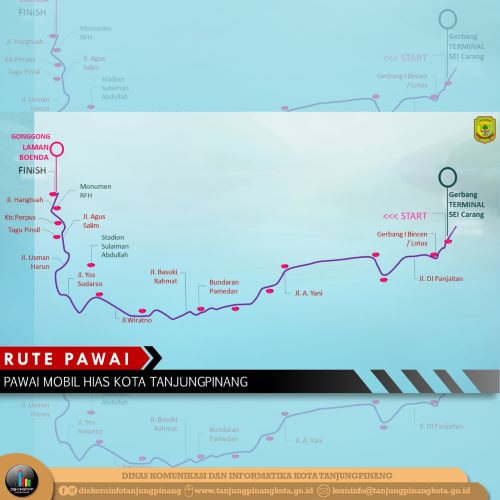 BOENDA
FINISH
Jl. Hangtuah
Monumen
RFH
Ktr.Perpus
Tugu Pinsil
Jl. Agus
Salim
Stadion
Sulaiman
Abdullah
Jl. Usman
Harun
Gerbang
TERMINAL
SEI Carang
<<< START
Gerbang I Bincen
/ Lotus
GONGGONG
LAMAN
BOENDA
FINISH
Monumen
RFH
Jl. Hangtuah
Ktr.Perpus
Tugu Pinsil
Jl. Agus
Salim
Stadion
Sulaiman
Abdullah
Jl. Usman
Harun
Jl. Yos
Sudarso
Jl.Wiratno
Jl. Basuki
Rahmat
Bundaran
Pamedan
Jl. A. Yani
Jl. DI Panjaitan
Gerbang I Bincen
/ Lotus
<<< START
Gerbang
TERMINAL
SEI Carang
RUTE PAWAI
PAWAI MOBIL HIAS KOTA TANJUNGPINANG
Abdullah
Jl. Usman
Harun
Jl. Yos
Sudarso
Jl. Basuki
Rahmat
Bundaran
Pamedan
Jl. A. Yani
Jl. DI Panjaitan
DINAS KOMUNIKASI DAN INFORMATIKA KOTA TANJUNGPINANG
diskominfotanjungpinang
www.tanjungpinangkota.go.id
kominfo@tanjungpinangkota.go.id